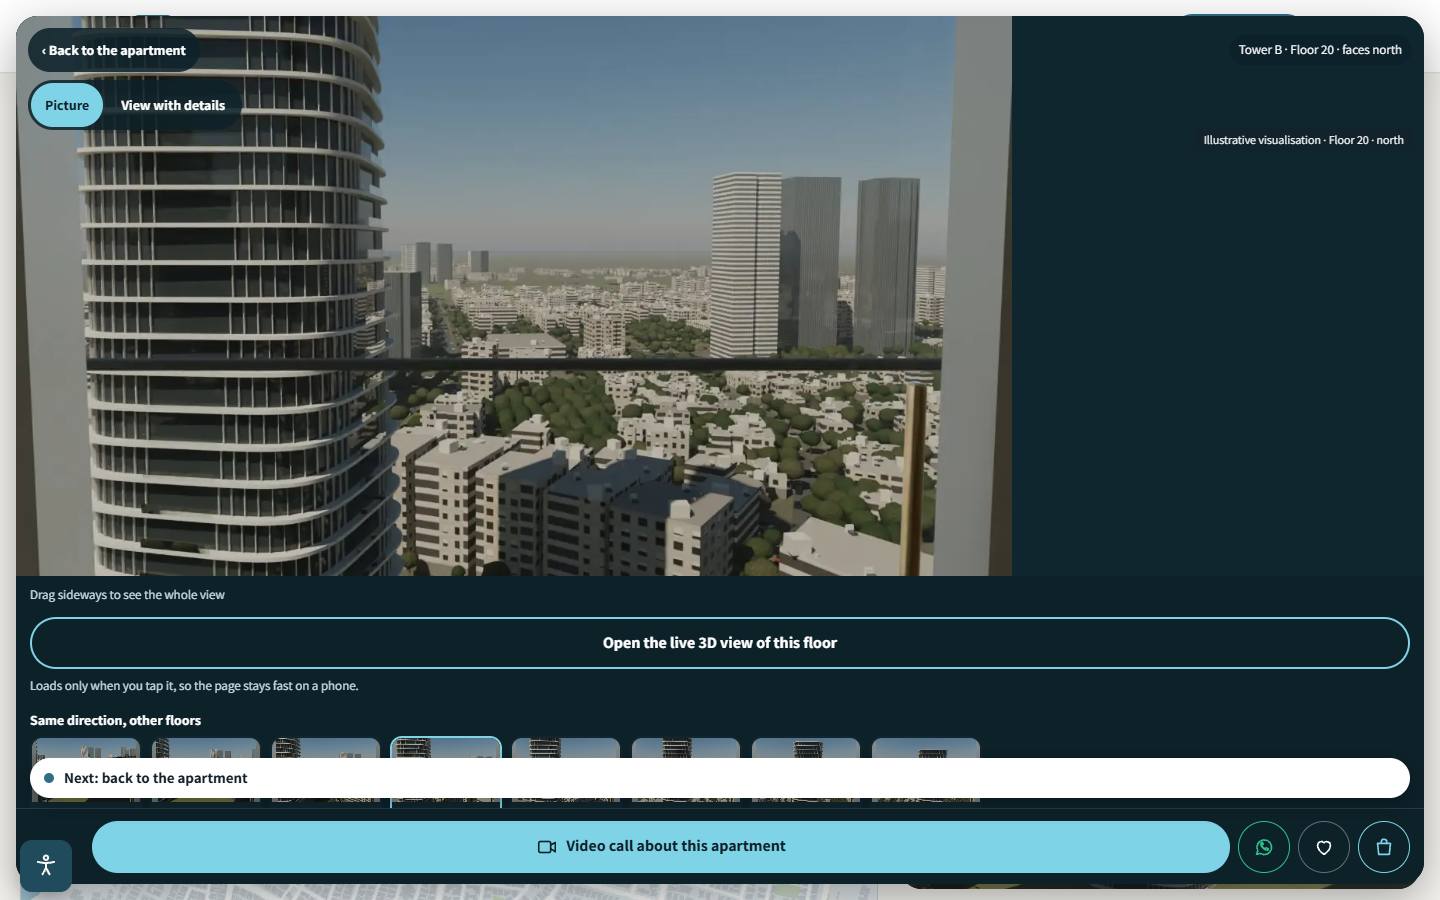 ‹ Back to the apartment
Tower B · Floor 20 · faces north
Picture
View with details
Illustrative visualisation · Floor 20 · north
Drag sideways to see the whole view
Open the live 3D view of this floor
Loads only when you tap it, so the page stays fast on a phone.
Same direction, other floors
Next: back to the apartment
Video call about this apartment